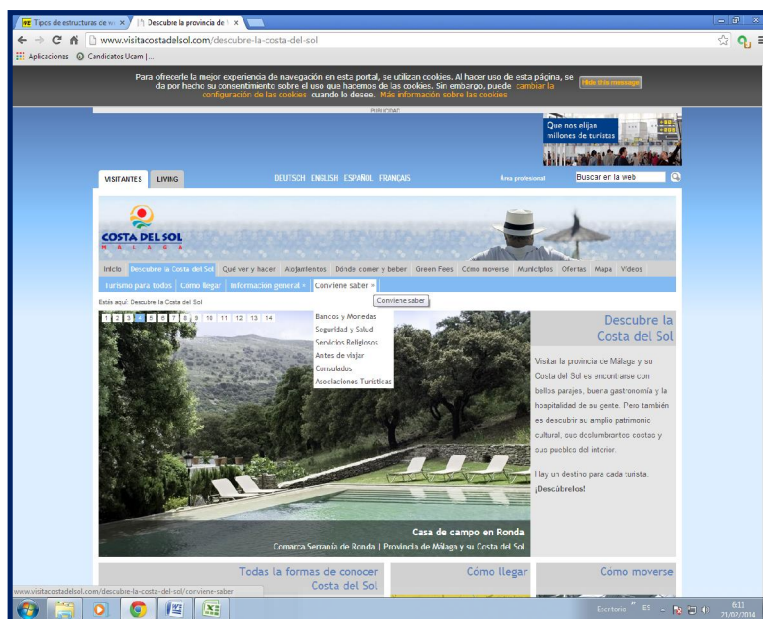 Tipos de estructuras de
Descubre la provincia de
www.visitacostadelsol.com/descubre-la-costa-del-sol
Aplicaciones Candicatos Ucam |...
Para ofrecerle la mejor experiencia de navegación en esta portal, se utilizan cookies. Al hacer uso de esta página, se
da por hecho su consentimiento sobre el uso que hacemos de las cookies. Sin embargo, puede cambiar la
configuración de las cookies cuando lo desee. Más información sobre las cookies
Hide this message
PUBLICIDAD
Que nos elijan
millones de turistas
VISITANTES LIVING DEUTSCH ENGLISH ESPAÑOL FRANÇAIS Área profesional Buscar en la web
COSTA DEL SOL
MALAGA
Inicio Descubre la Costa del Sol Qué ver y hacer Alojamientos Dónde comer y beber Green Fees Cómo moverse Municipios Ofertas Mapa Vídeos
Turismo para todos Cómo llegar Información general » Conviene saber »
Estás aquí: Descubre la Costa del Sol
Conviene saber
1 2 3 4 5 6 7 8 9 10 11 12 13 14
Bancos y Monedas
Seguridad y Salud
Servicios Religiosos
Antes de viajar
Consulados
Asociaciones Turísticas
Descubre la
Costa del Sol
Visitar la provincia de Málaga y su
Costa del Sol es encontrarse con
bellos parajes, buena gastronomía y la
hospitalidad de su gente. Pero también
es descubrir su amplio patrimonio
cultural, sus deslumbrantes costas y
sus pueblos del interior.
Hay un destino para cada turista.
¡Descúbrelos!
Casa de campo en Ronda
Comarca Serranía de Ronda | Provincia de Málaga y su Costa del Sol
Todas la formas de conocer
Costa del Sol
Cómo llegar
Cómo moverse
www.visitacostadelsol.com/descubre-la-costa-del-sol/conviene-saber
Escritorio » ES
6:11
21/02/2014